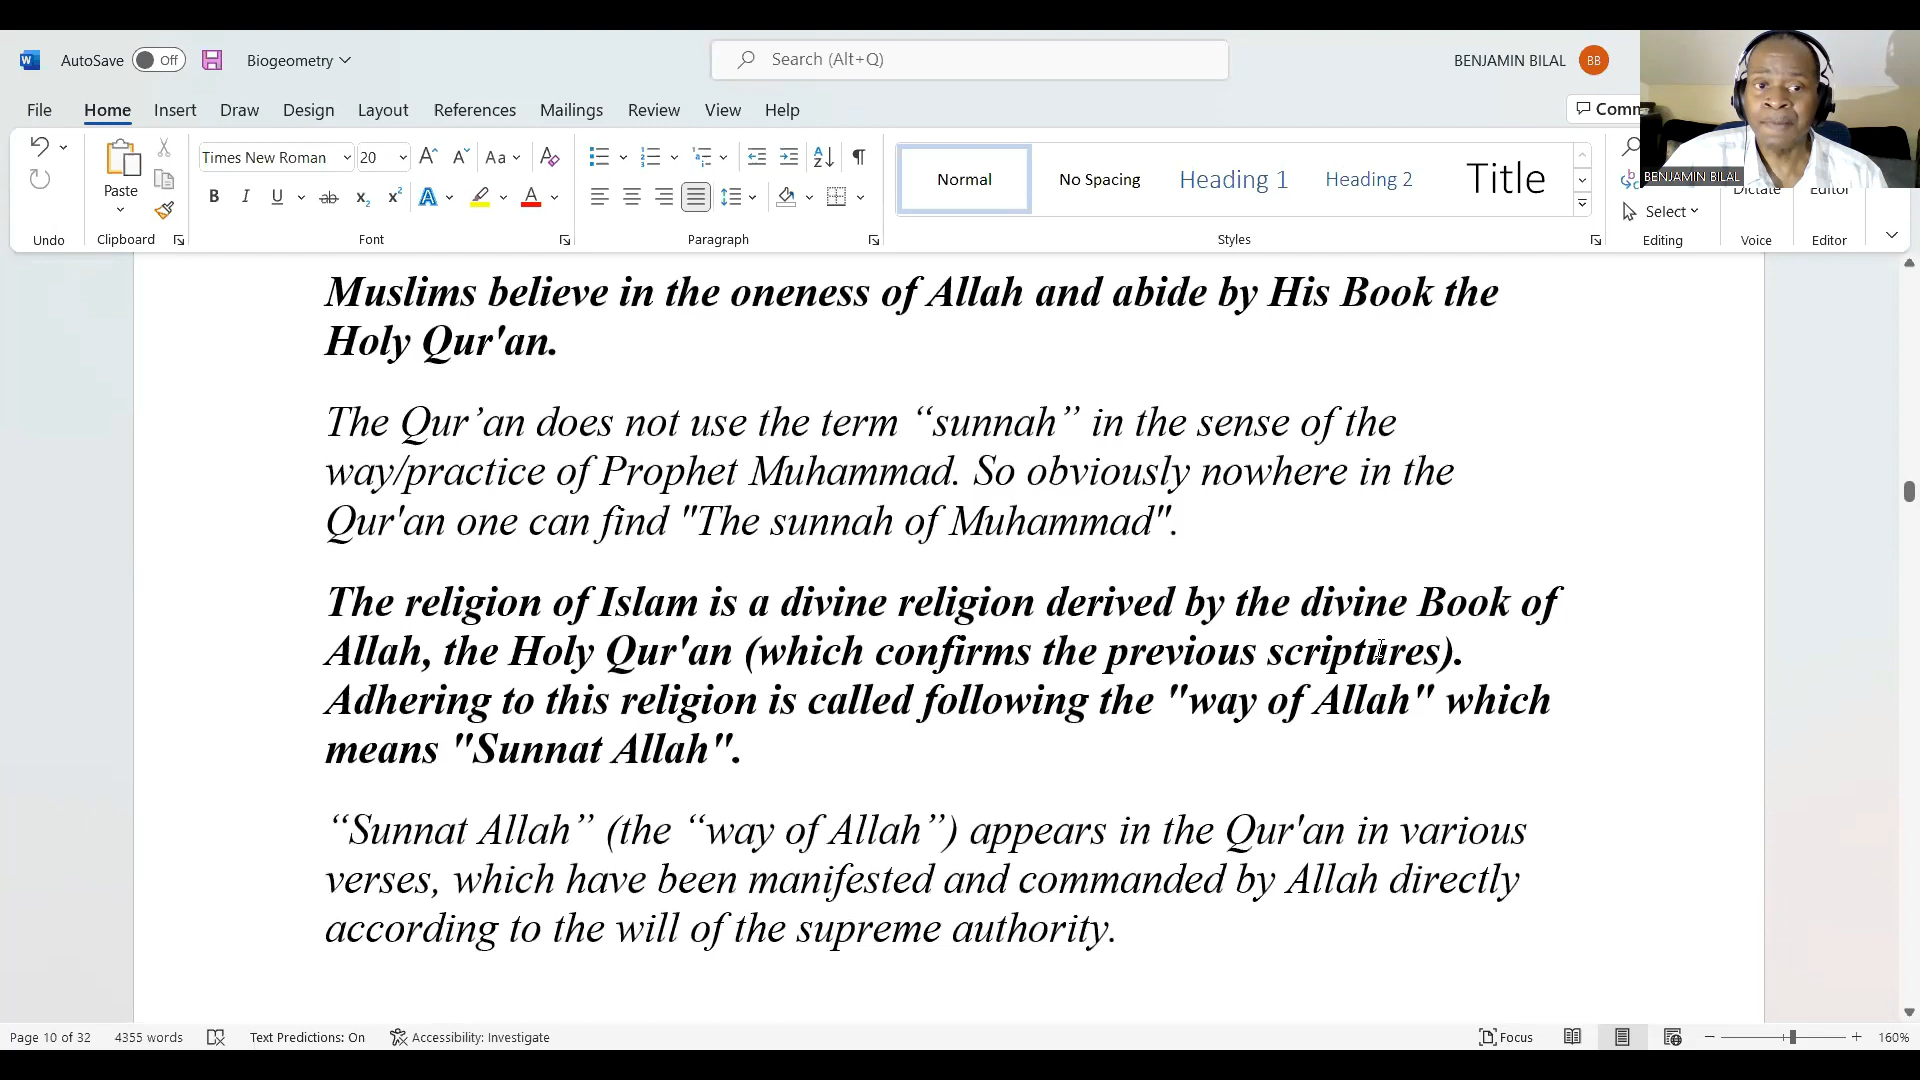 AutoSave Off Biogeometry Search (Alt+Q) BENJAMIN BILAL BB
File Home Insert Draw Design Layout References Mailings Review View Help Comm
Times New Roman 20 Aa
Paste
B I U ab x₂ x² A A
Normal No Spacing Heading 1 Heading 2 Title
BENJAMIN BILAL
Dictate Editor
Select
Undo Clipboard Font Paragraph Styles Editing Voice Editor
Muslims believe in the oneness of Allah and abide by His Book the
Holy Qur'an.
The Qur’an does not use the term “sunnah” in the sense of the
way/practice of Prophet Muhammad. So obviously nowhere in the
Qur'an one can find "The sunnah of Muhammad".
The religion of Islam is a divine religion derived by the divine Book of
Allah, the Holy Qur'an (which confirms the previous scriptures).
Adhering to this religion is called following the "way of Allah" which
means "Sunnat Allah".
“Sunnat Allah” (the “way of Allah”) appears in the Qur'an in various
verses, which have been manifested and commanded by Allah directly
according to the will of the supreme authority.
Page 10 of 32 4355 words Text Predictions: On Accessibility: Investigate Focus 160%